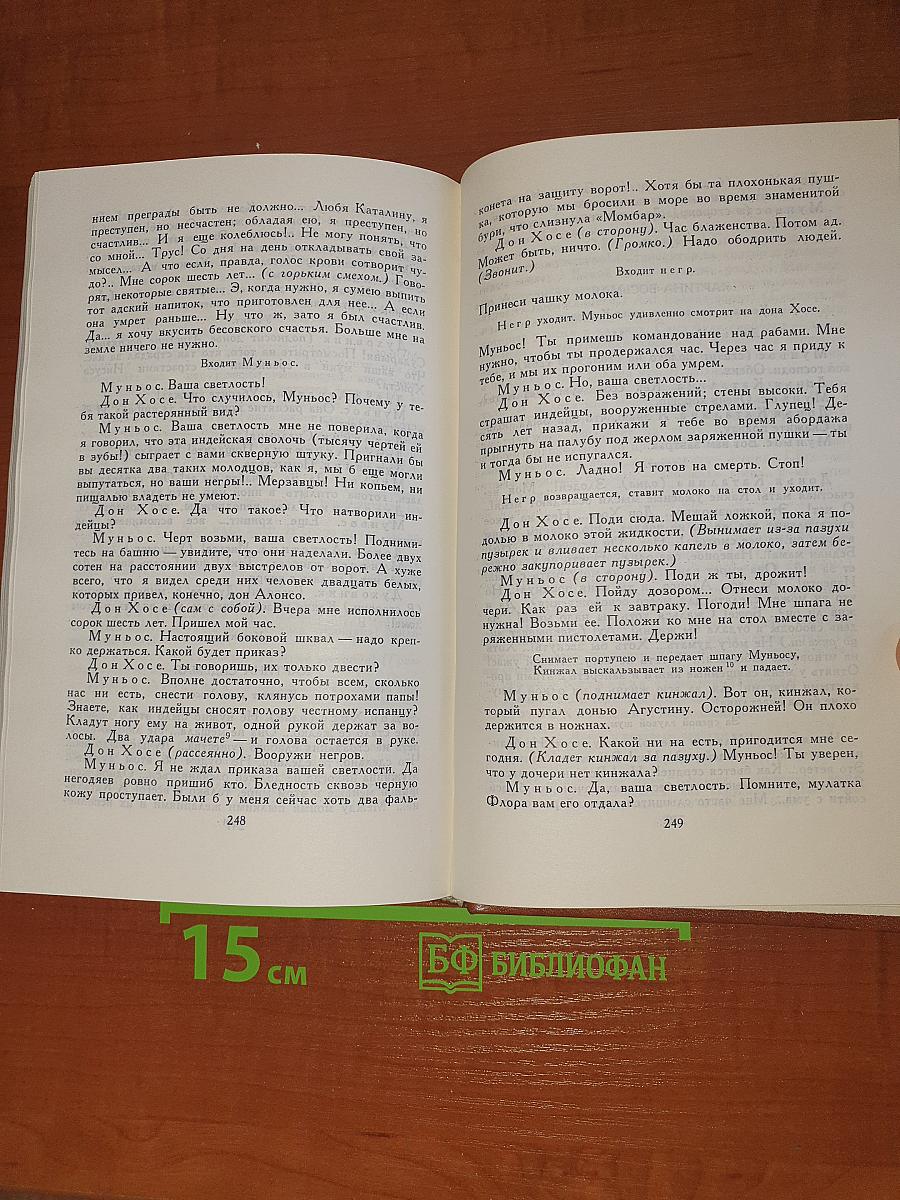 нием преграды быть не должно... Любя Каталину, я
преступен, но несчастен; обладая ею, я преступен, но
счастлив... И я еще колеблюсь!.. Не могу понять, что
со мной... Трус! Со дня на день откладывать свой за-
мысел... А что если, правда, голос крови сотворит чу-
до?.. Мне сорок шесть лет... (с горьким смехом.) Гово-
рят, некоторые святые... Э, когда нужно, я сумею выпить
тот адский напиток, что приготовлен для нее... А если
она умрет раньше... Ну что ж, зато я был счастлив.
Да... я хочу вкусить бесовского счастья. Больше мне на
земле ничего не нужно.
Входит Муньос.
Муньос. Ваша светлость!
Дон Хосе. Что случилось, Муньос? Почему у те-
бя такой растерянный вид?
Муньос. Ваша светлость мне не поверила, когда
я говорил, что эта индейская сволочь (тысячу чертей ей
в зубы!) сыграет с вами скверную штуку. Пригнали бы
вы десятка два таких молодцов, как я, мы б еще могли
выпутаться, но ваши негры!.. Мерзавцы! Ни копьем, ни
пищалью владеть не умеют.
Дон Хосе. Да что такое? Что натворили ин-
дейцы?
Муньос. Черт возьми, ваша светлость! Подними-
тесь на башню — увидите, что они наделали. Более двух
сотен на расстоянии двух выстрелов от ворот. А хуже
всего, что я видел среди них человек двадцать белых,
которых привел, конечно, дон Алонсо.
Дон Хосе (сам с собой). Вчера мне исполнилось
сорок шесть лет. Пришел мой час.
Муньос. Настоящий боковой шквал — надо креп-
ко держаться. Какой будет приказ?
Дон Хосе. Ты говоришь, их только двести?
Муньос. Вполне достаточно, чтобы всем, сколько
нас ни есть, снести голову, клянусь потрохами папы!
Знаете, как индейцы сносят голову честному испанцу?
Кладут ногу ему на живот, одной рукой держат за во-
лосы. Два удара мачете⁹ — и голова остается в руке.
Дон Хосе (рассеянно). Вооружи негров.
Муньос. Я не ждал приказа вашей светлости. Да
негодяев ровно пришиб кто. Бледность сквозь черную
кожу проступает. Были б у меня сейчас хоть два фаль-
248
конета на защиту ворот!.. Хотя бы та плохонькая пуш-
ка, которую мы бросили в море во время знаменитой
бури, что слизнула «Момбар».
Дон Хосе (в сторону). Час блаженства. Потом ад.
Может быть, ничто. (Громко.) Надо ободрить людей.
(Звонит.)
Входит негр.
Принеси чашку молока.
Негр уходит. Муньос удивленно смотрит на дона Хосе.
Муньос! Ты примешь командование над рабами. Мне
нужно, чтобы ты продержался час. Через час я приду к
тебе, и мы их прогоним или оба умрем.
Муньос. Но, ваша светлость...
Дон Хосе. Без возражений; стены высоки. Тебя
страшат индейцы, вооруженные стрелами. Глупец! Де-
сять лет назад, прикажи я тебе во время абордажа
прыгнуть на палубу под жерлом заряженной пушки — ты
и тогда бы не испугался.
Муньос. Ладно! Я готов на смерть. Стоп!
Негр возвращается, ставит молоко на стол и уходит.
Дон Хосе. Поди сюда. Мешай ложкой, пока я по-
долью в молоко этой жидкости. (Вынимает из-за пазухи
пузырек и вливает несколько капель в молоко, затем бе-
режно закупоривает пузырек.)
Муньос (в сторону). Поди ж ты, дрожит!
Дон Хосе. Пойду дозором... Отнеси молоко до-
чери. Как раз ей к завтраку. Погоди! Мне шпага не
нужна! Возьми ее. Положи ко мне на стол вместе с за-
ряженными пистолетами. Держи!
Снимает портупею и передает шпагу Муньосу,
Кинжал выскальзывает из ножен¹⁰ и падает.
Муньос (поднимает кинжал). Вот он, кинжал, ко-
торый пугал донью Агустину. Осторожней! Он плохо
держится в ножнах.
Дон Хосе. Какой ни на есть, пригодится мне се-
годня. (Кладет кинжал за пазуху.) Муньос! Ты уверен,
что у дочери нет кинжала?
Муньос. Да, ваша светлость. Помните, мулатка
Флора вам его отдала?
249
15 см
БФ БИБЛИОФАН